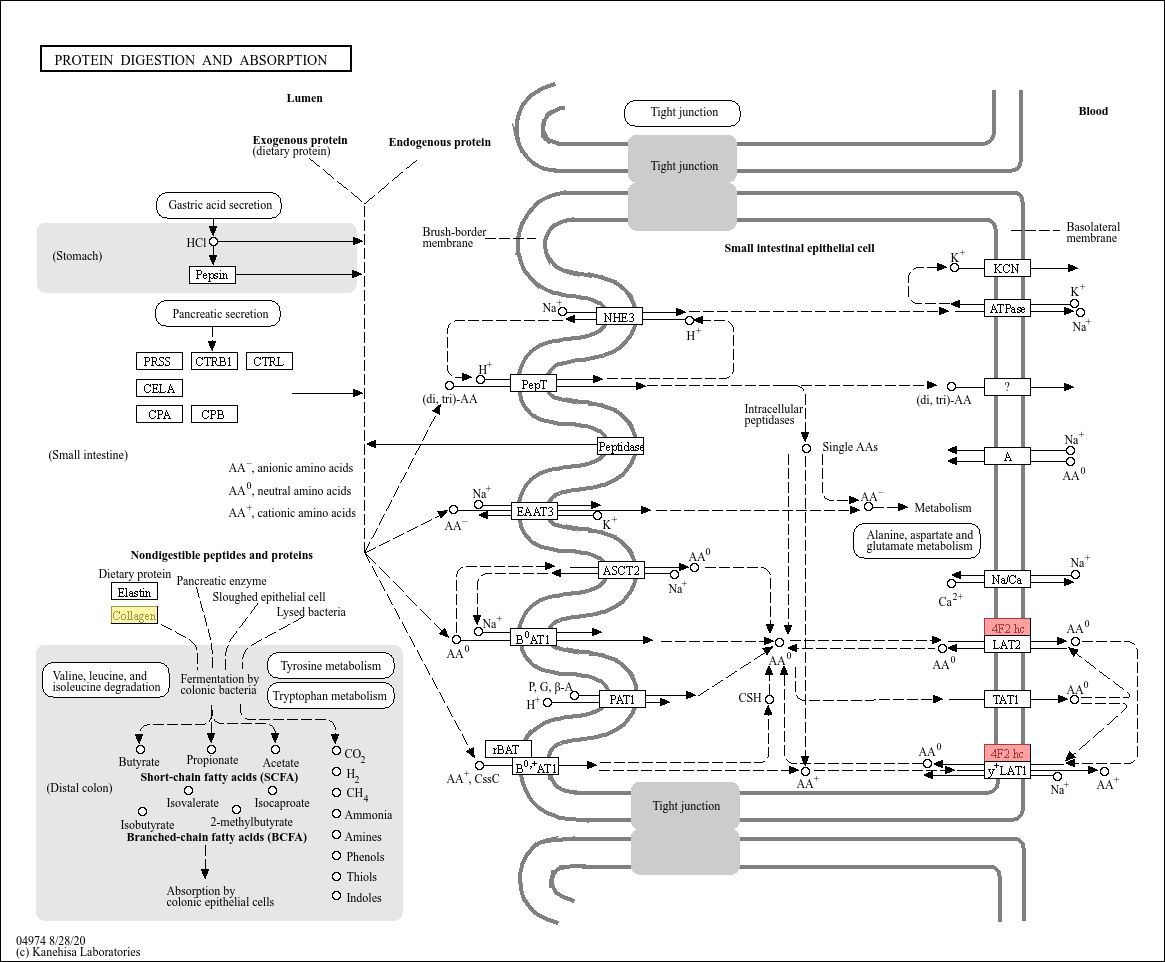 PROTEIN DIGESTION AND ABSORPTION
Lumen
Blood
Exogenous protein
(dietary protein)
Endogenous protein
Tight junction
Tight junction
Gastric acid secretion
HCl
(Stomach)
Pepsin
Brush-border
membrane
Small intestinal epithelial cell
Basolateral
membrane
K+
KCN
Pancreatic secretion
Na+
NHE3
H+
ATPase
K+
Na+
PRSS
CTRB1
CTRL
CELA
CPA
CPB
H+
(di, tri)-AA
PepT
Intracellular
peptidases
(di, tri)-AA
?
(Small intestine)
Peptidase
Single AAs
A
Na+
AA0
AA−, anionic amino acids
AA0, neutral amino acids
AA+, cationic amino acids
Na+
AA−
EAAT3
K+
AA−
Metabolism
Alanine, aspartate and
glutamate metabolism
Nondigestible peptides and proteins
Dietary protein
Elastin
Collagen
Pancreatic enzyme
Sloughed epithelial cell
Lysed bacteria
ASCT2
AA0
Na+
Na/Ca
Na+
Ca2+
Na+
AA0
B0AT1
AA0
4F2 hc
LAT2
AA0
AA0
Valine, leucine, and
isoleucine degradation
Fermentation by
colonic bacteria
Tyrosine metabolism
Tryptophan metabolism
P, G, β-A
H+
PAT1
CSH
TAT1
AA0
rBAT
B0,+AT1
AA+, CssC
AA+
AA0
4F2 hc
y+LAT1
Na+
AA+
Butyrate
Propionate
Acetate
Short-chain fatty acids (SCFA)
(Distal colon)
Isovalerate
Isocaproate
Isobutyrate
2-methylbutyrate
Branched-chain fatty acids (BCFA)
CO2
H2
CH4
Ammonia
Amines
Phenols
Thiols
Indoles
Absorption by
colonic epithelial cells
Tight junction
04974 8/28/20
(c) Kanehisa Laboratories